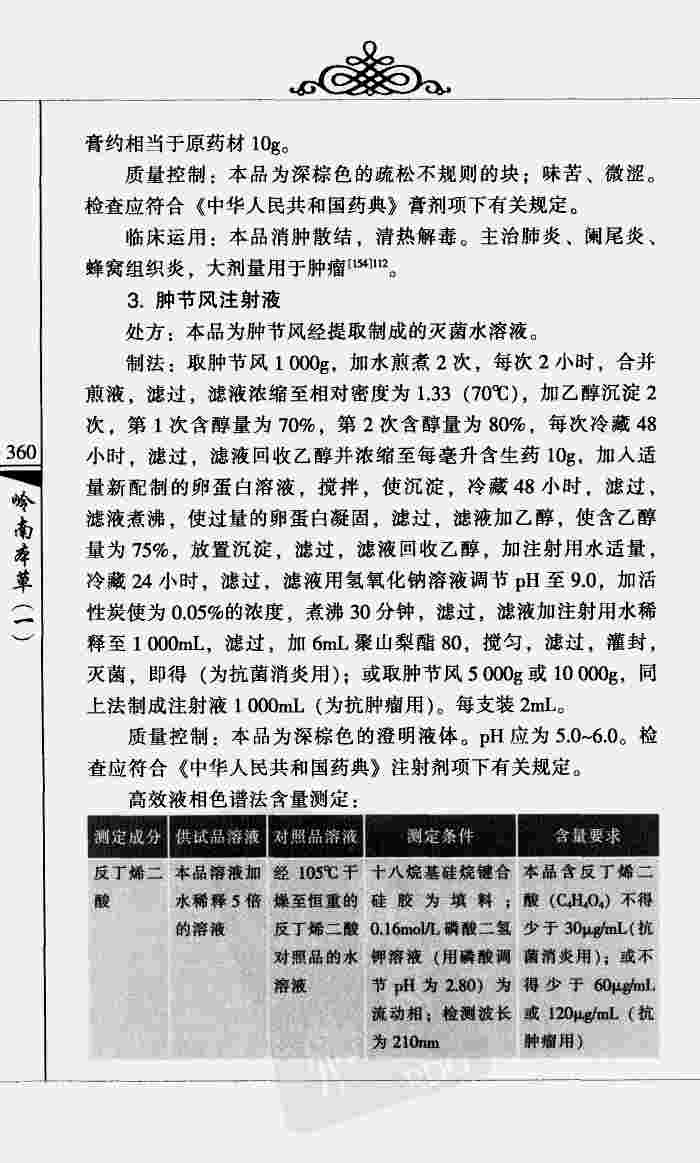 膏约相当于原药材 10g。
质量控制：本品为深棕色的疏松不规则的块；味苦、微涩。
检查应符合《中华人民共和国药典》膏剂项下有关规定。
临床运用：本品消肿散结，清热解毒。主治肺炎、阑尾炎、
蜂窝组织炎，大剂量用于肿瘤[154]112。
3. 肿节风注射液
处方：本品为肿节风经提取制成的灭菌水溶液。
制法：取肿节风 1 000g，加水煎煮 2 次，每次 2 小时，合并
煎液，滤过，滤液浓缩至相对密度为 1.33（70℃），加乙醇沉淀 2
次，第 1 次含醇量为 70%，第 2 次含醇量为 80%，每次冷藏 48
小时，滤过，滤液回收乙醇并浓缩至每毫升含生药 10g，加入适
量新配制的卵蛋白溶液，搅拌，使沉淀，冷藏 48 小时，滤过，
滤液煮沸，使过量的卵蛋白凝固，滤过，滤液加乙醇，使含乙醇
量为 75%，放置沉淀，滤过，滤液回收乙醇，加注射用水适量，
冷藏 24 小时，滤过，滤液用氢氧化钠溶液调节 pH 至 9.0，加活
性炭使为 0.05%的浓度，煮沸 30 分钟，滤过，滤液加注射用水稀
释至 1 000mL，滤过，加 6mL 聚山梨酯 80，搅匀，滤过，灌封，
灭菌，即得（为抗菌消炎用）；或取肿节风 5 000g 或 10 000g，同
上法制成注射液 1 000mL（为抗肿瘤用）。每支装 2mL。
质量控制：本品为深棕色的澄明液体。pH 应为 5.0~6.0。检
查应符合《中华人民共和国药典》注射剂项下有关规定。
高效液相色谱法含量测定：
测定成分 供试品溶液 对照品溶液 测定条件 含量要求
反丁烯二 本品溶液加 经 105℃干 十八烷基硅烷键合 本品含反丁烯二
酸 水稀释 5 倍 燥至恒重的 硅胶为填料； 酸（C₄H₄O₄）不得
的溶液 反丁烯二酸 0.16mol/L 磷酸二氢 少于 30μg/mL（抗
对照品的水 钾溶液（用磷酸调 菌消炎用）；或不
溶液 节 pH 为 2.80）为 得少于 60μg/mL
流动相；检测波长 或 120μg/mL（抗
为 210nm 肿瘤用）
360
岭南本草（一）